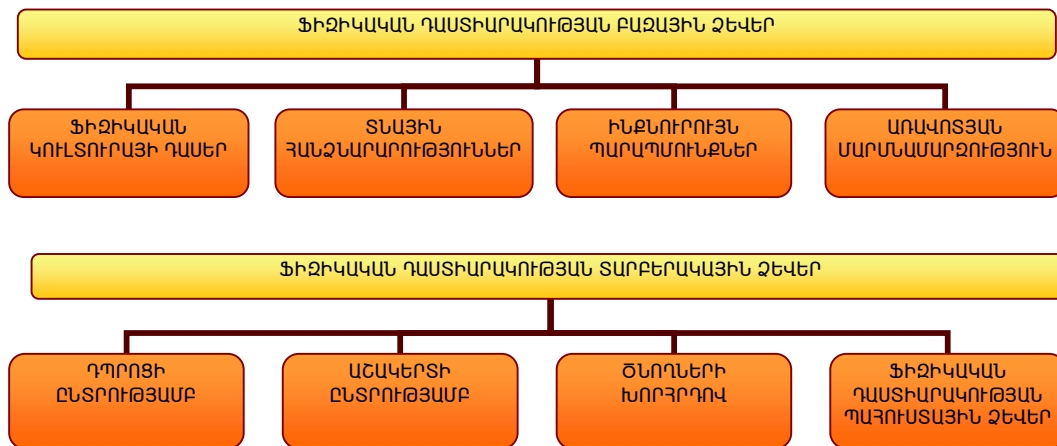 ՖԻԶԻԿԱԿԱՆ ԴԱՍՏԻԱՐԱԿՈՒԹՅԱՆ ԲԱԶԱՅԻՆ ՁԵՎԵՐ
ՖԻԶԻԿԱԿԱՆ
ԿՈՒԼՏՈՒՐԱՅԻ ԴԱՍԵՐ
ՏՆԱՅԻՆ
ՀԱՆՁՆԱՐԱՐՈՒԹՅՈՒՆՆԵՐ
ԻՆՔՆՈՒՐՈՒՅՆ
ՊԱՐԱՊՄՈՒՆՔՆԵՐ
ԱՌԱՎՈՏՅԱՆ
ՄԱՐՄՆԱՄԱՐԶՈՒԹՅՈՒՆ
ՖԻԶԻԿԱԿԱՆ ԴԱՍՏԻԱՐԱԿՈՒԹՅԱՆ ՏԱՐԲԵՐԱԿԱՅԻՆ ՁԵՎԵՐ
ԴՊՐՈՑԻ
ԸՆՏՐՈՒԹՅԱՄԲ
ԱՇԱԿԵՐՏԻ
ԸՆՏՐՈՒԹՅԱՄԲ
ԾՆՈՂՆԵՐԻ
ԽՈՐՀՐԴՈՎ
ՖԻԶԻԿԱԿԱՆ
ԴԱՍՏԻԱՐԱԿՈՒԹՅԱՆ
ՊԱՀՈՒՍՏԱՅԻՆ ՁԵՎԵՐ